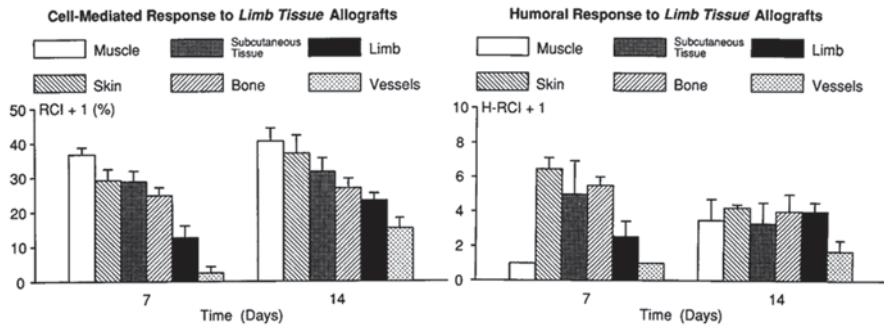 Cell-Mediated Response to Limb Tissue Allografts
Muscle
Subcutaneous
Tissue
Limb
Skin
Bone
Vessels
RCI + 1 (%)
50
40
30
20
10
0
7
14
Time (Days)
Humoral Response to Limb Tissue Allografts
Muscle
Subcutaneous
Tissue
Limb
Skin
Bone
Vessels
H-RCI + 1
10
8
6
4
2
0
7
14
Time (Days)